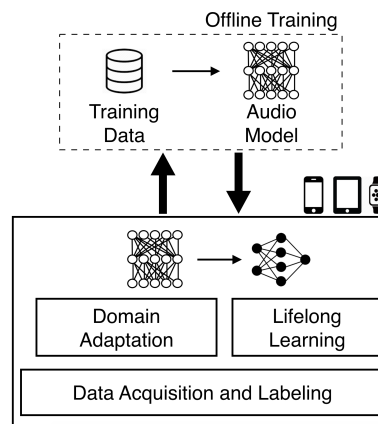 Offline Training
Training
Data
Audio
Model
Domain
Adaptation
Lifelong
Learning
Data Acquisition and Labeling